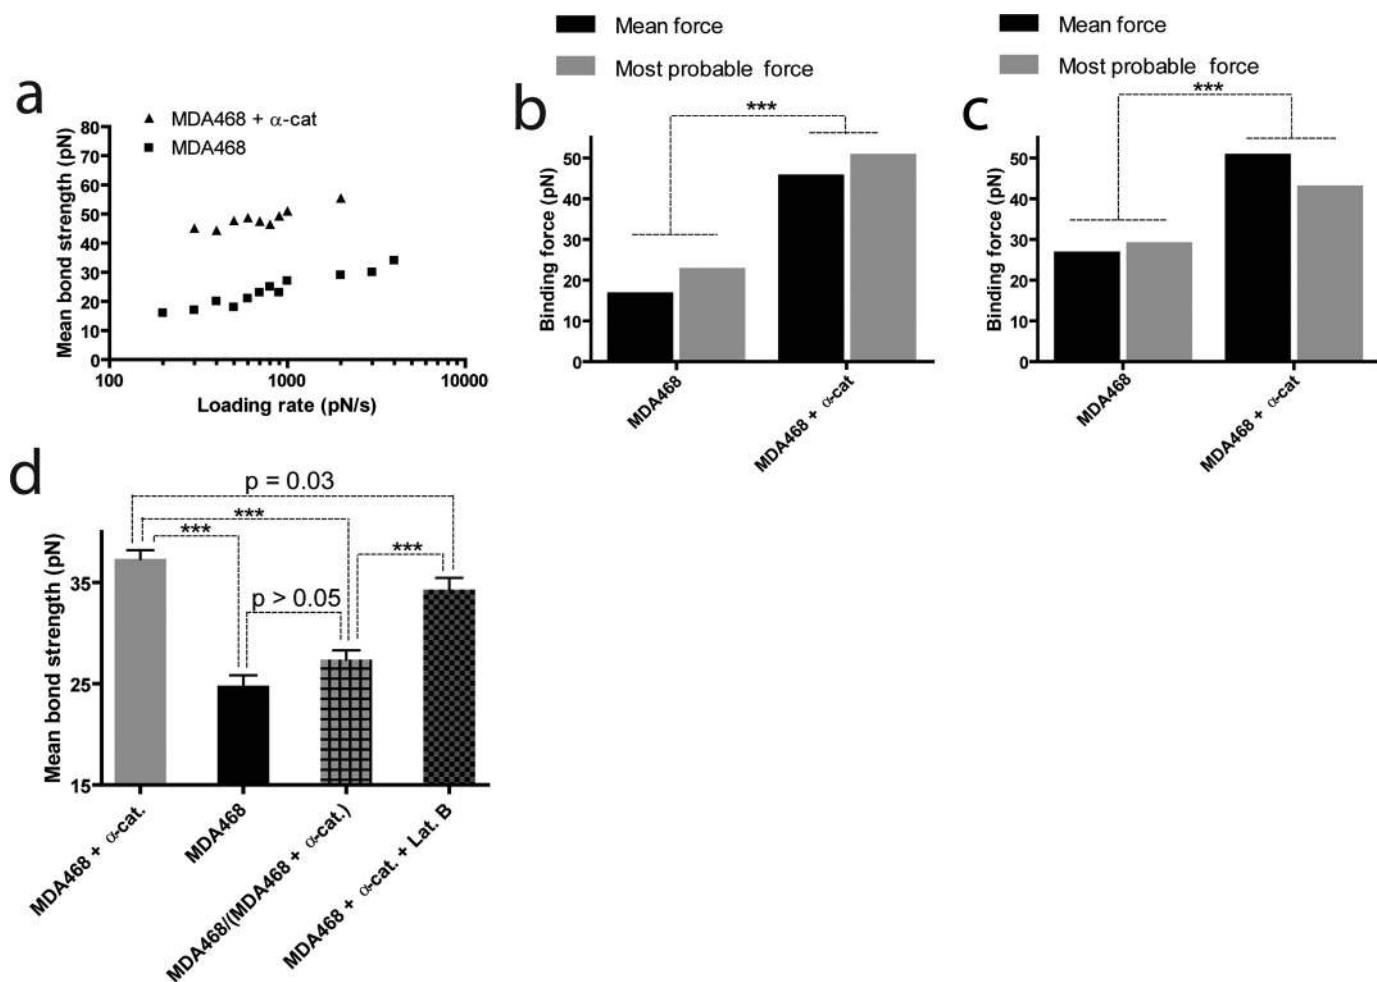 a
MDA468 + α-cat
MDA468
80
70
60
50
40
30
20
10
0
Mean bond strength (pN)
100
1000
10000
Loading rate (pN/s)
Mean force
Most probable force
b
***
50
40
30
20
10
0
Binding force (pN)
MDA468
MDA468 + α-cat
Mean force
Most probable force
c
***
50
40
30
20
10
0
Binding force (pN)
MDA468
MDA468 + α-cat
d
p = 0.03
***
***
***
p > 0.05
35
25
15
Mean bond strength (pN)
MDA468 + α-cat.
MDA468
MDA468/(MDA468 + α-cat.)
MDA468 + α-cat. + Lat. B